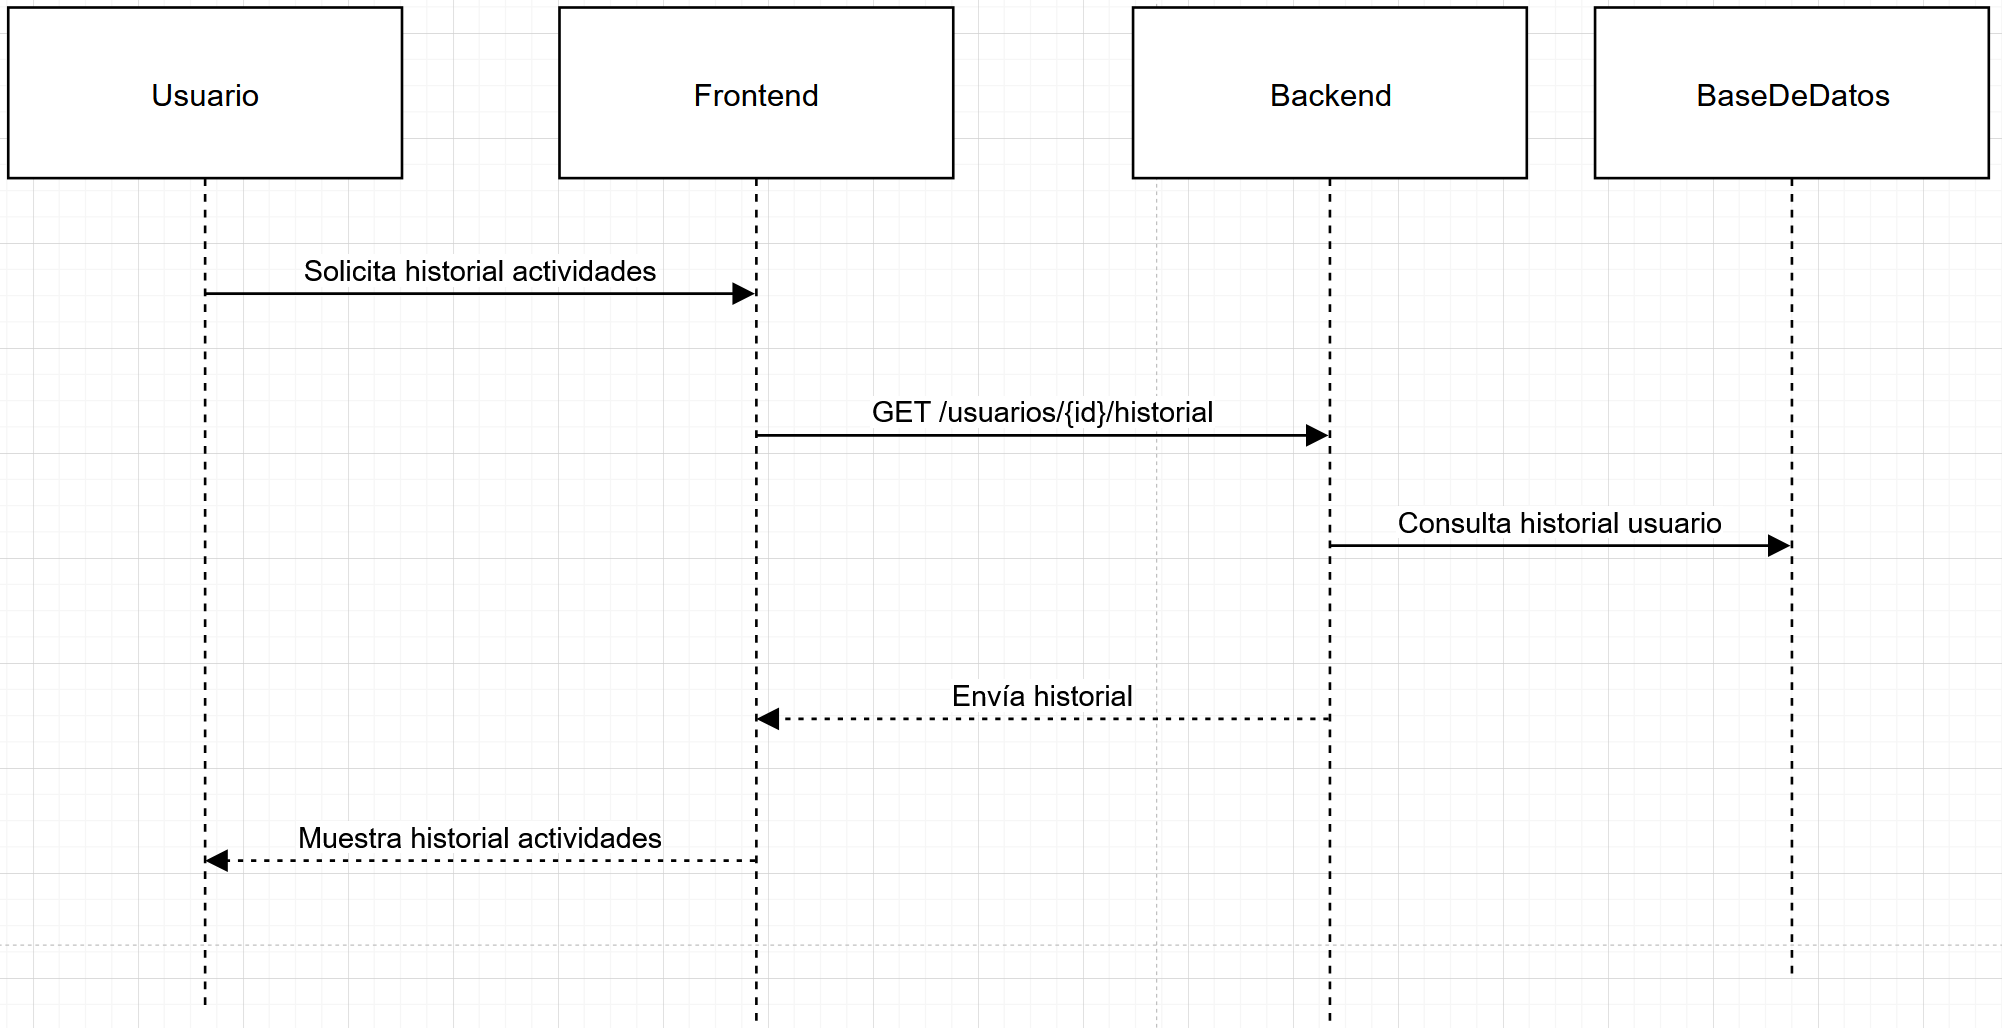 Usuario
Frontend
Backend
BaseDeDatos
Solicita historial actividades
GET /usuarios/{id}/historial
Consulta historial usuario
Envía historial
Muestra historial actividades